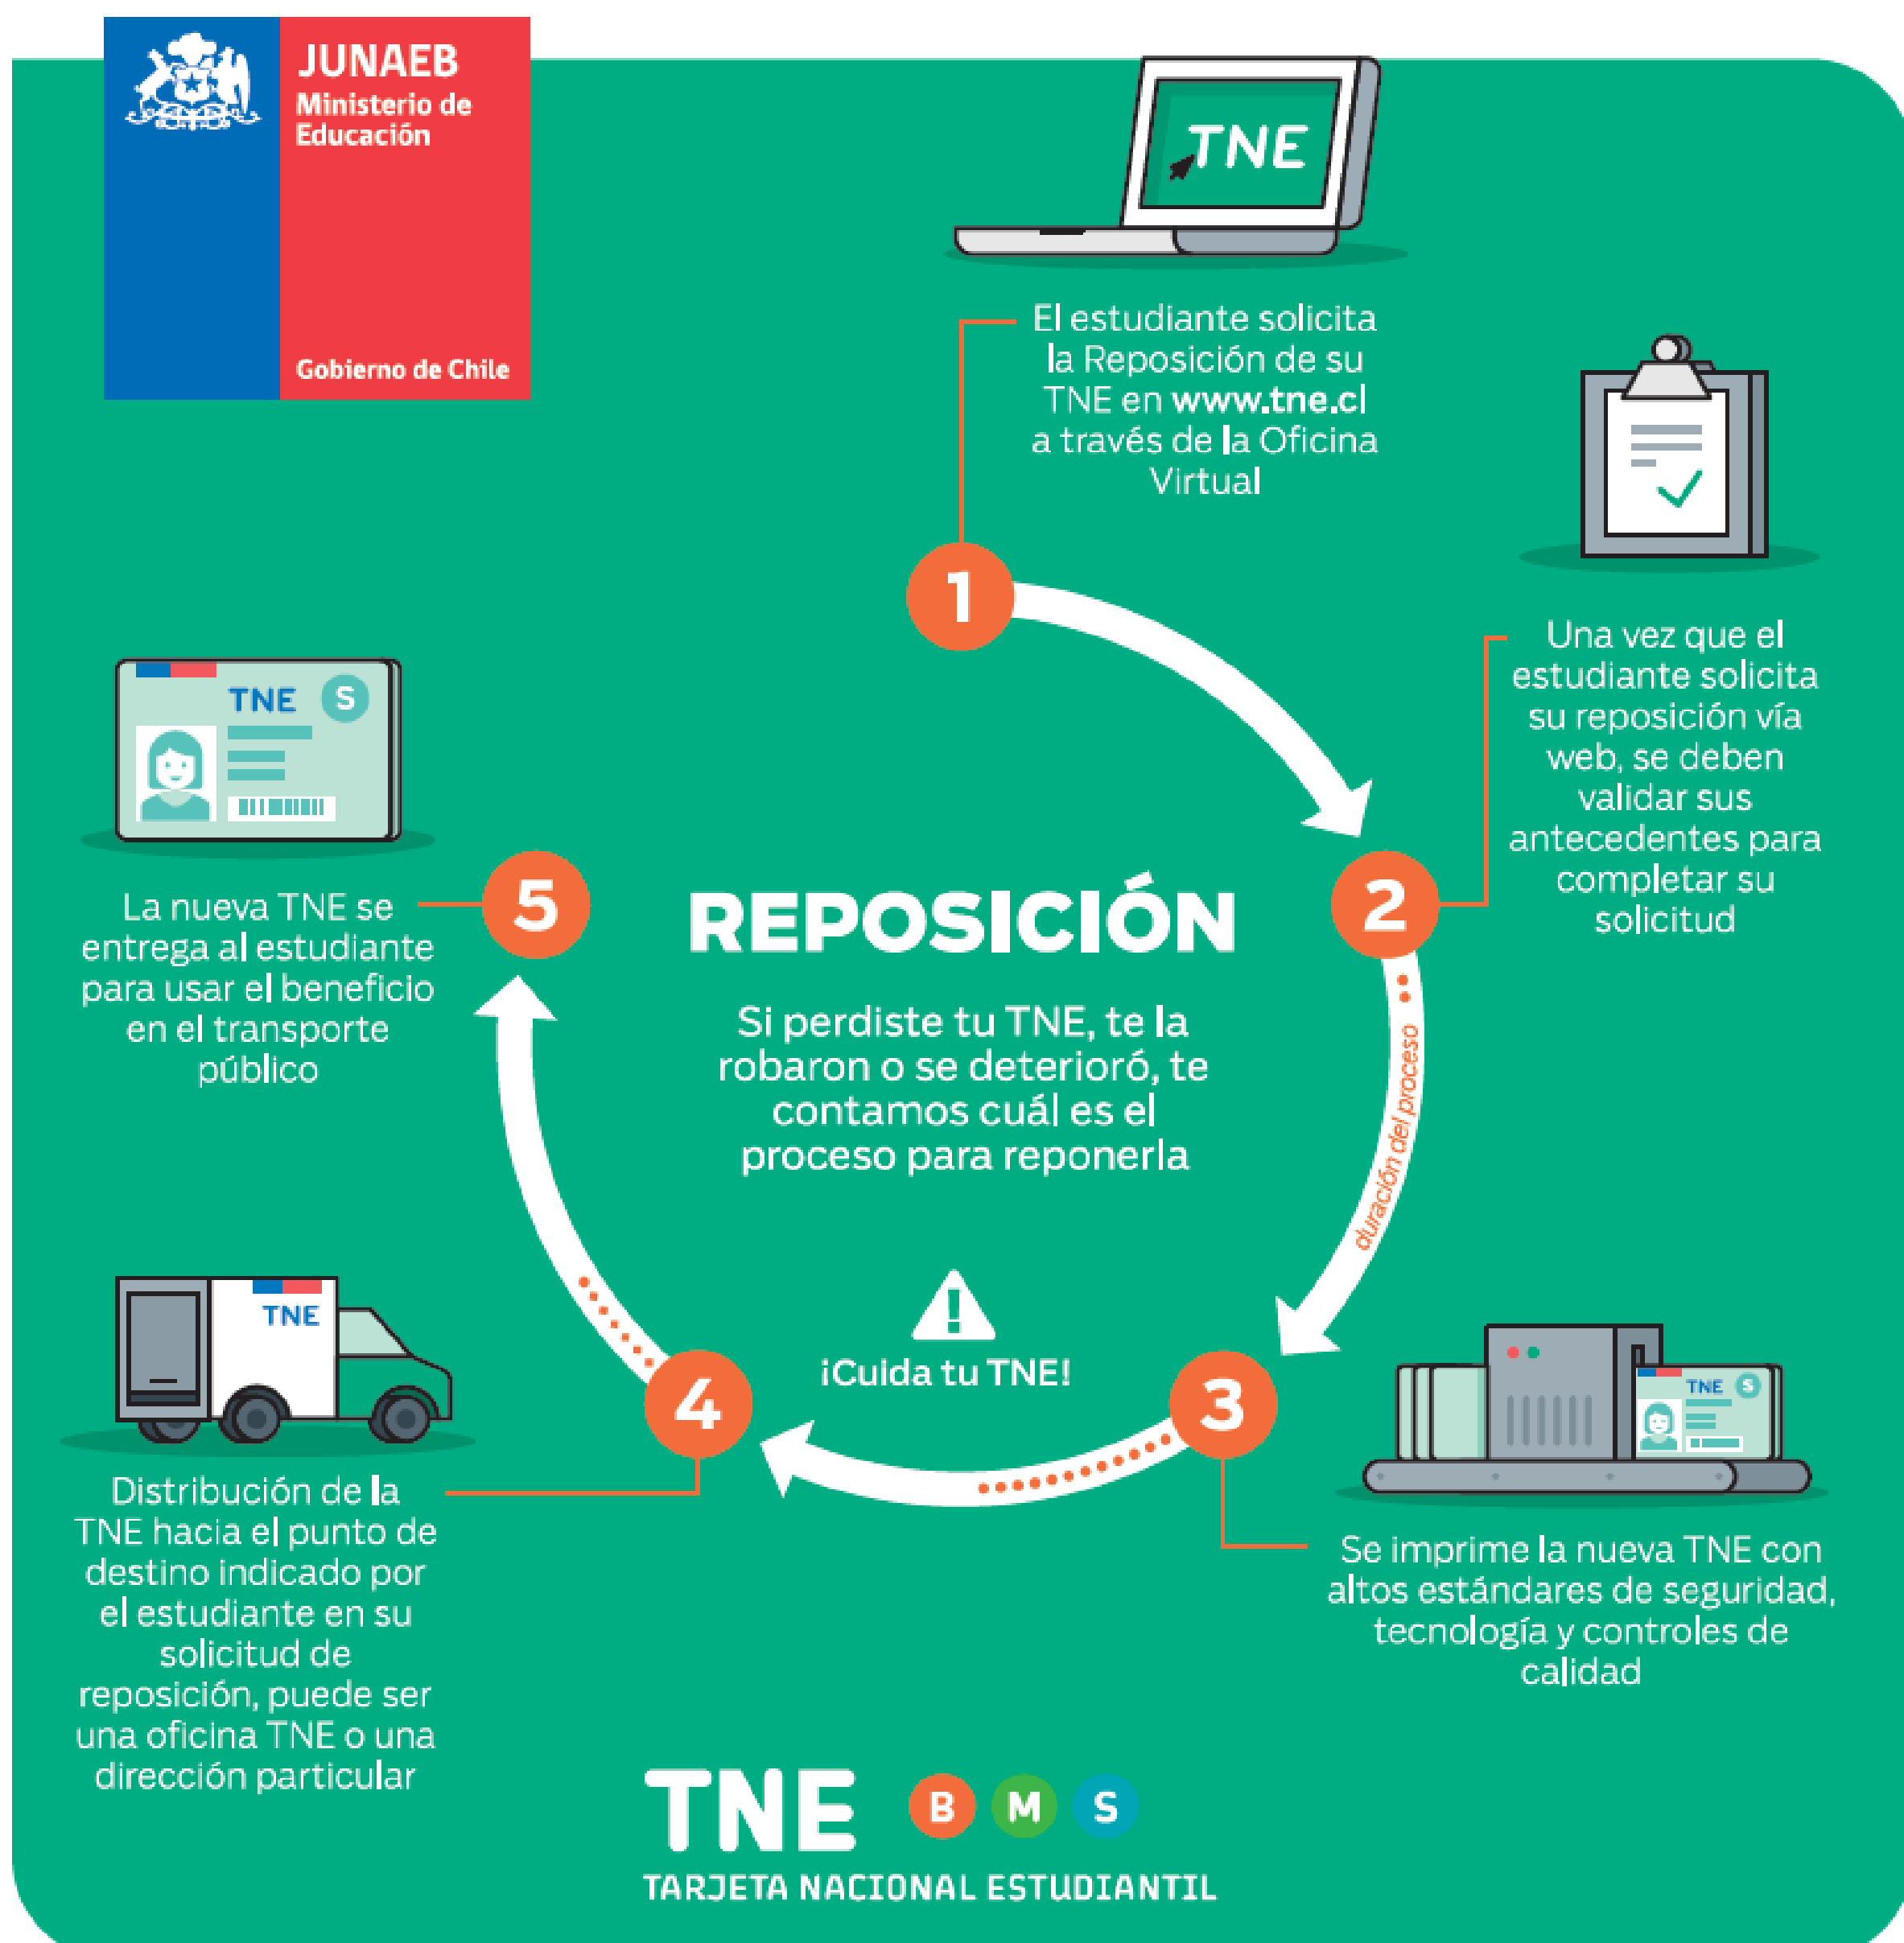 JUNAEB
Ministerio de
Educación
Gobierno de Chile
TNE
El estudiante solicita
la Reposición de su
TNE en www.tne.cl
a través de la Oficina
Virtual
1
Una vez que el
estudiante solicita
su reposición vía
web, se deben
validar sus
antecedentes para
completar su
solicitud
2
duración del proceso
REPOSICIÓN
Si perdiste tu TNE, te la
robaron o se deterioró, te
contamos cuál es el
proceso para reponerla
¡Cuida tu TNE!
3
TNE S
Se imprime la nueva TNE con
altos estándares de seguridad,
tecnología y controles de
calidad
4
TNE
Distribución de la
TNE hacia el punto de
destino indicado por
el estudiante en su
solicitud de
reposición, puede ser
una oficina TNE o una
dirección particular
5
TNE S
La nueva TNE se
entrega al estudiante
para usar el beneficio
en el transporte
público
TNE B M S
TARJETA NACIONAL ESTUDIANTIL